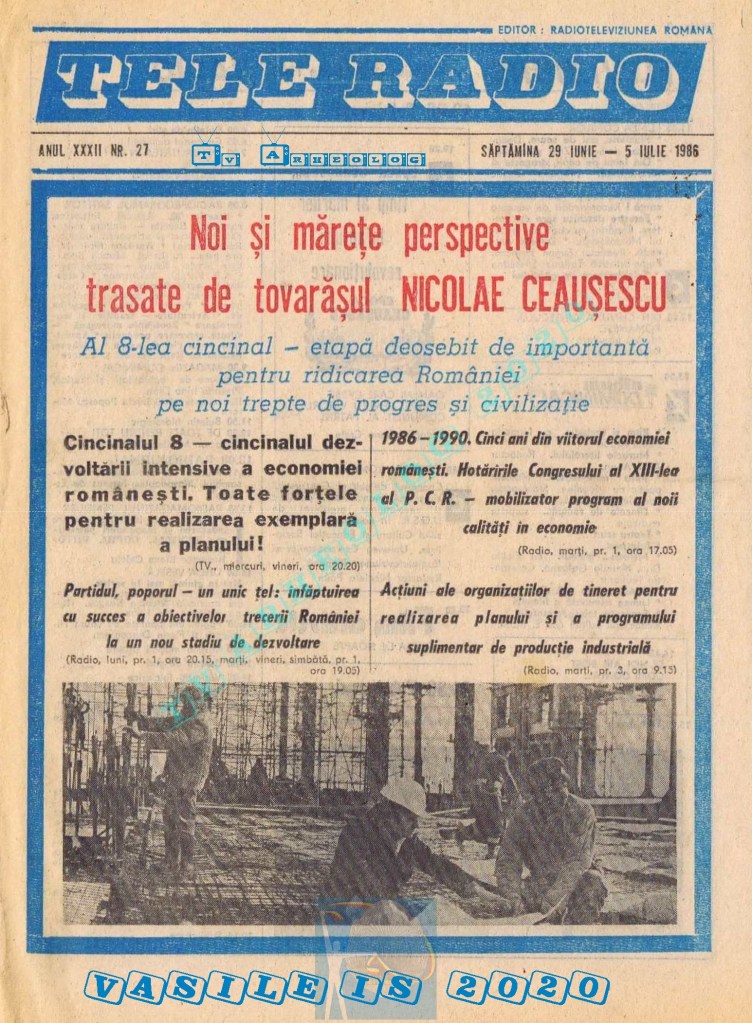 EDITOR : RADIOTELEVIZIUNEA ROMÂNĂ
TELE RADIO
ANUL XXXII NR. 27
TV ARHEOLOG
SĂPTĂMÎNA 29 IUNIE — 5 IULIE 1986
Noi și mărețe perspective
trasate de tovarășul NICOLAE CEAUȘESCU
Al 8-lea cincinal – etapă deosebit de importantă
pentru ridicarea României
pe noi trepte de progres și civilizație
Cincinalul 8 — cincinalul dez-
voltării intensive a economiei
românești. Toate forțele
pentru realizarea exemplară
a planului!
(TV., miercuri, vineri, ora 20.20)
Partidul, poporul – un unic țel: înfăptuirea
cu succes a obiectivelor trecerii României
la un nou stadiu de dezvoltare
(Radio, luni, pr. 1, ora 20.15, marți, vineri, sîmbătă, pr. 1,
ora 19.05)
1986–1990. Cinci ani din viitorul economiei
românești. Hotărîrile Congresului al XIII-lea
al P. C. R. – mobilizator program al noii
calități în economie
(Radio, marți, pr. 1, ora 17,05)
Acțiuni ale organizațiilor de tineret pentru
realizarea planului și a programului
suplimentar de producție industrială
(Radio, marți, pr. 3, ora 9.15)
VASILE IS 2020